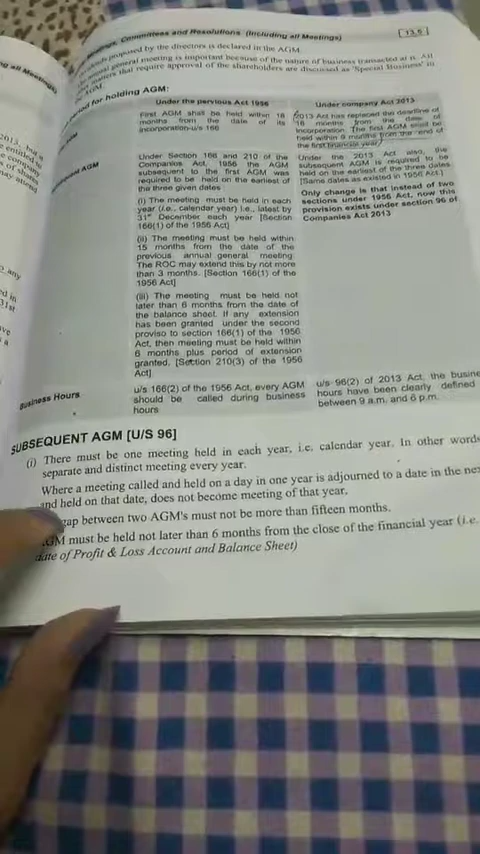 Meetings, Committees and Resolutions (Including all Meetings) 13.5
proposed by the directors is declared in the AGM.
general meeting is important because of the nature of business transacted at it. All
matters that require approval of the shareholders are discussed as 'Special Business' in
AGM.
for holding AGM:
Under the pervious Act 1956
First AGM shall be held within 18
months from the date of its
incorporation-u/s 166
Under Section 166 and 210 of the
Companies Act, 1956 the AGM
subsequent to the first AGM was
required to be held on the earliest of
the three given dates
(i) The meeting must be held in each
year (i.e., calendar year) i.e., latest by
31st December each year [Section
166(1) of the 1956 Act]
(ii) The meeting must be held within
15 months from the date of the
previous annual general meeting.
The ROC may extend this by not more
than 3 months. [Section 166(1) of the
1956 Act]
(iii) The meeting must be held not
later than 6 months from the date of
the balance sheet. If any extension
has been granted under the second
proviso to section 166(1) of the 1956
Act, then meeting must be held within
6 months plus period of extension
granted. [Section 210(3) of the 1956
Act]
Under company Act 2013
2013 Act has replaced the deadline of
18 months from the date of
incorporation. The first AGM shall be
held within 9 months from the end of
the first financial year
Under the 2013 Act also, the
subsequent AGM is required to be
held on the earliest of the three dates.
[Same dates as existed in 1956 Act.]
Only change is that instead of two
sections under 1956 Act, now this
provision exists under section 96 of
Companies Act 2013
Business Hours
u/s 166(2) of the 1956 Act, every AGM
should be called during business
hours
u/s 96(2) of 2013 Act, the busine
hours have been clearly defined
between 9 a.m. and 6 p.m.
SUBSEQUENT AGM [U/S 96]
(i) There must be one meeting held in each year, i.e. calendar year. In other words
separate and distinct meeting every year.
Where a meeting called and held on a day in one year is adjourned to a date in the nex
and held on that date, does not become meeting of that year.
gap between two AGM's must not be more than fifteen months.
AGM must be held not later than 6 months from the close of the financial year (i.e.
date of Profit & Loss Account and Balance Sheet)